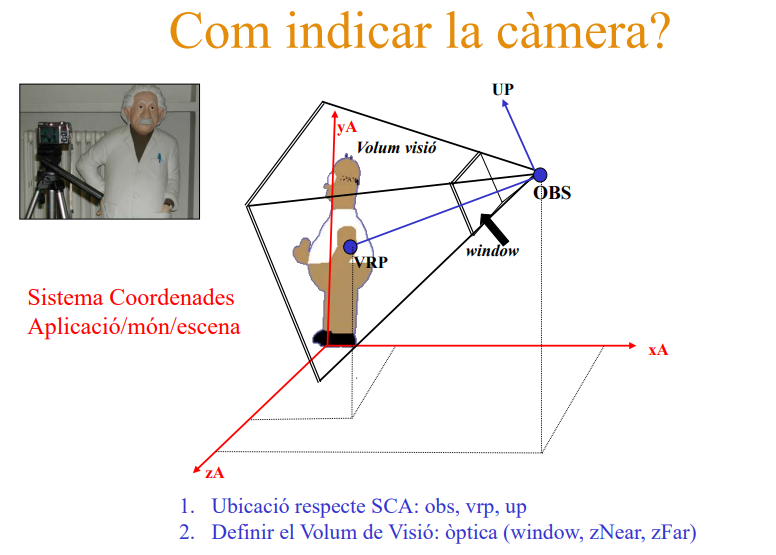 Com indicar la càmera?
UP
yA
Volum visió
OBS
window
VRP
Sistema Coordenades
Aplicació/món/escena
xA
zA
1. Ubicació respecte SCA: obs, vrp, up
2. Definir el Volum de Visió: òptica (window, zNear, zFar)